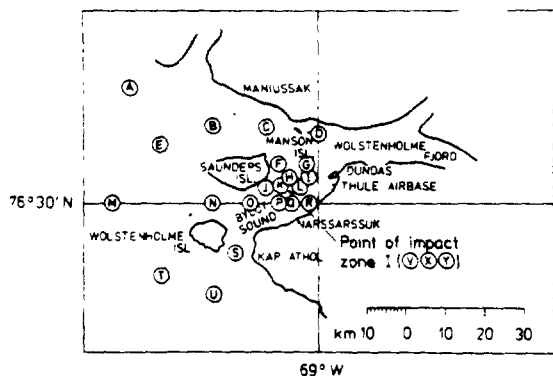 A
MANIUSSAK
B
C
D
MANSON
ISL
WOLSTENHOLME
FJORD
E
SAUNDERS
ISL
F
G
H
I
DUNDAS
THULE AIRBASE
J
K
L
76°30' N
M
N
O
P
Q
R
BYLOT
SOUND
NARSSARSSUK
WOLSTENHOLME
ISL
Point of impact
zone I (V X Y)
S
KAP ATHOL
T
U
km 10 0 10 20 30
69° W